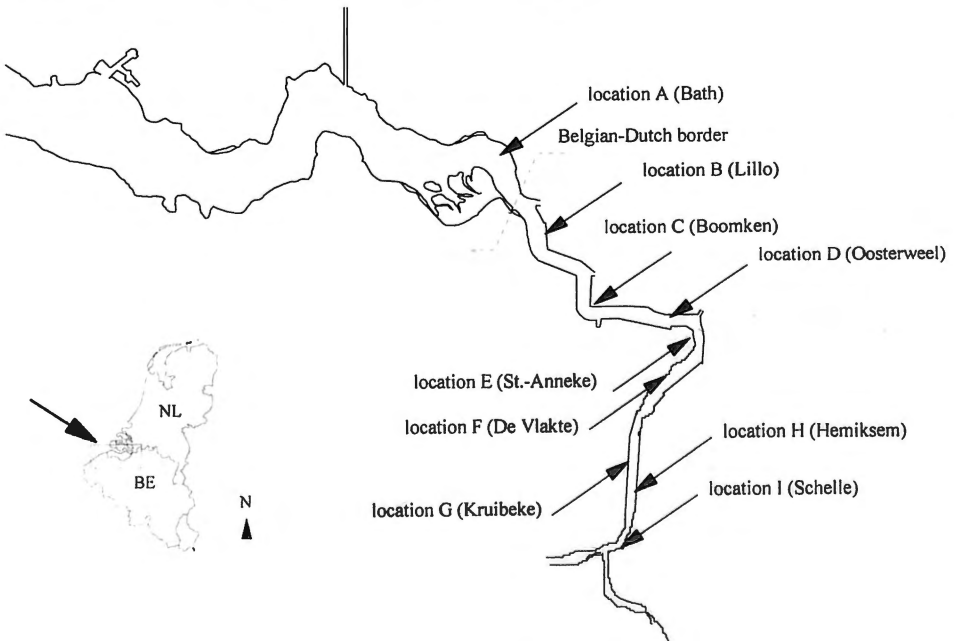 location A (Bath)
Belgian-Dutch border
location B (Lillo)
location C (Boomken)
location D (Oosterweel)
location E (St.-Anneke)
location F (De Vlakte)
location H (Hemiksem)
location I (Schelle)
location G (Kruibeke)
NL
BE
N